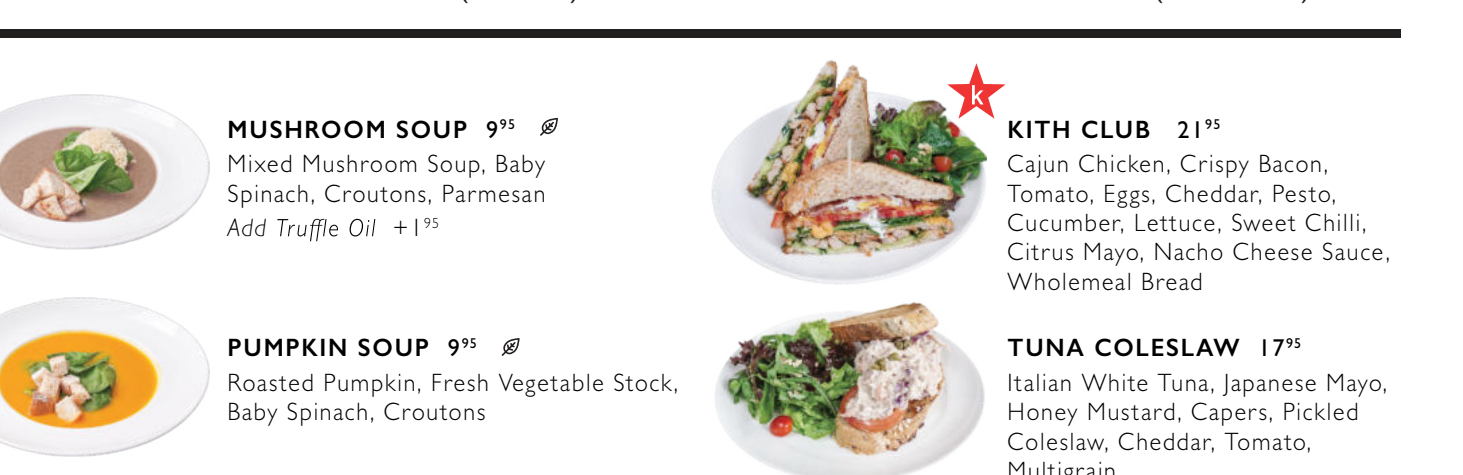 MUSHROOM SOUP 9⁹⁵
Mixed Mushroom Soup, Baby
Spinach, Croutons, Parmesan
Add Truffle Oil +1⁹⁵
PUMPKIN SOUP 9⁹⁵
Roasted Pumpkin, Fresh Vegetable Stock,
Baby Spinach, Croutons
k
KITH CLUB 21⁹⁵
Cajun Chicken, Crispy Bacon,
Tomato, Eggs, Cheddar, Pesto,
Cucumber, Lettuce, Sweet Chilli,
Citrus Mayo, Nacho Cheese Sauce,
Wholemeal Bread
TUNA COLESLAW 17⁹⁵
Italian White Tuna, Japanese Mayo,
Honey Mustard, Capers, Pickled
Coleslaw, Cheddar, Tomato,
Multigrain